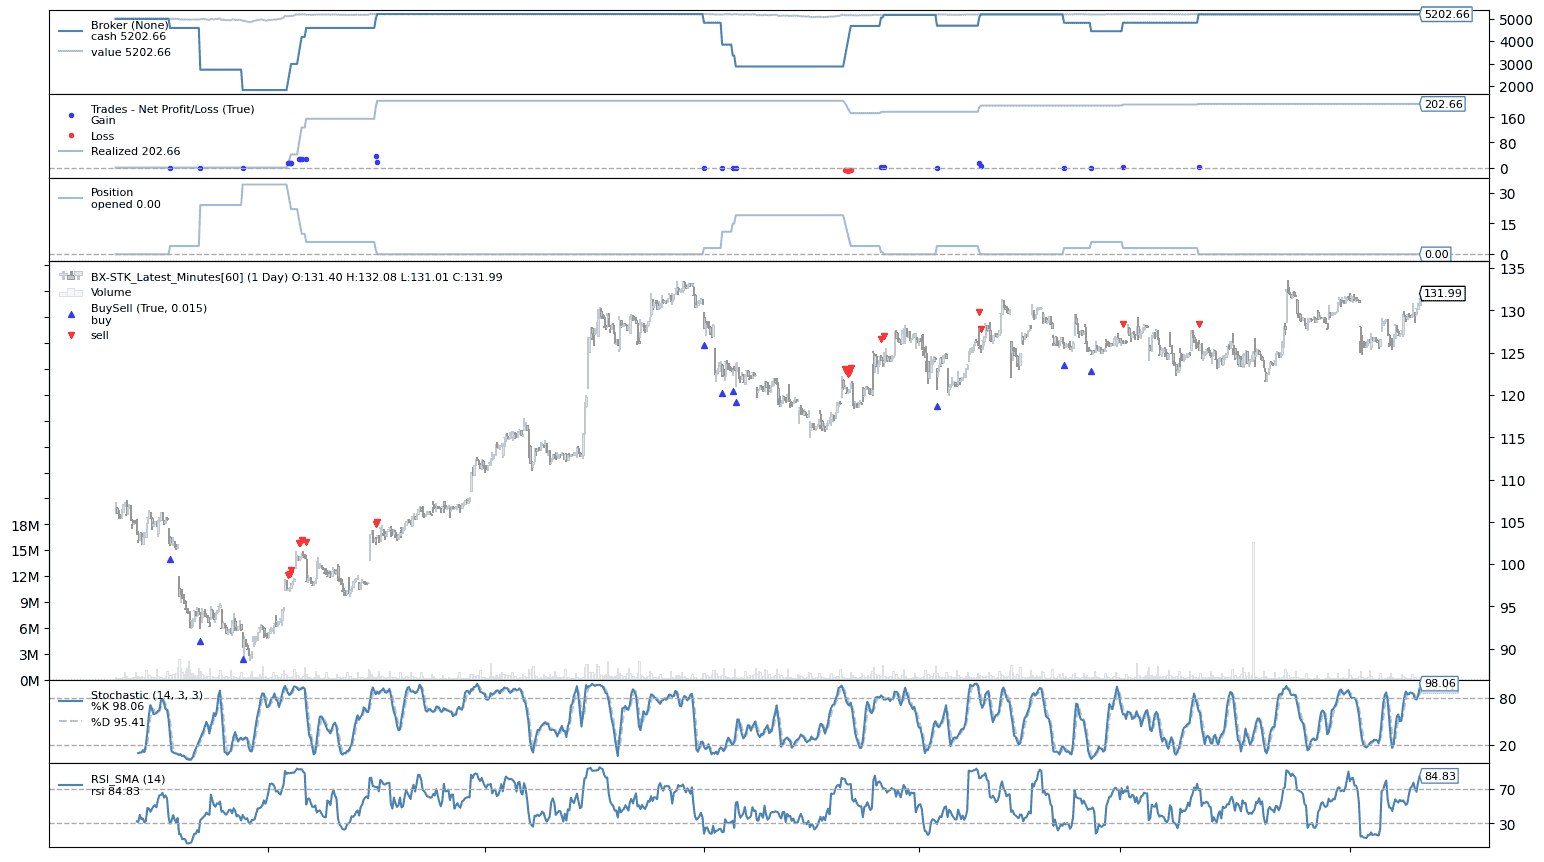 Broker (None)
cash 5202.66
value 5202.66
5202.66
5000
4000
3000
2000
Trades - Net Profit/Loss (True)
Gain
Loss
Realized 202.66
202.66
160
80
0
Position
opened 0.00
30
15
0
0.00
BX-STK_Latest_Minutes[60] (1 Day) O:131.40 H:132.08 L:131.01 C:131.99
Volume
BuySell (True, 0.015)
buy
sell
135
131.99
130
125
120
115
110
105
100
95
90
18M
15M
12M
9M
6M
3M
0M
Stochastic (14, 3, 3)
%K 98.06
%D 95.41
98.06
80
20
RSI_SMA (14)
rsi 84.83
84.83
70
30